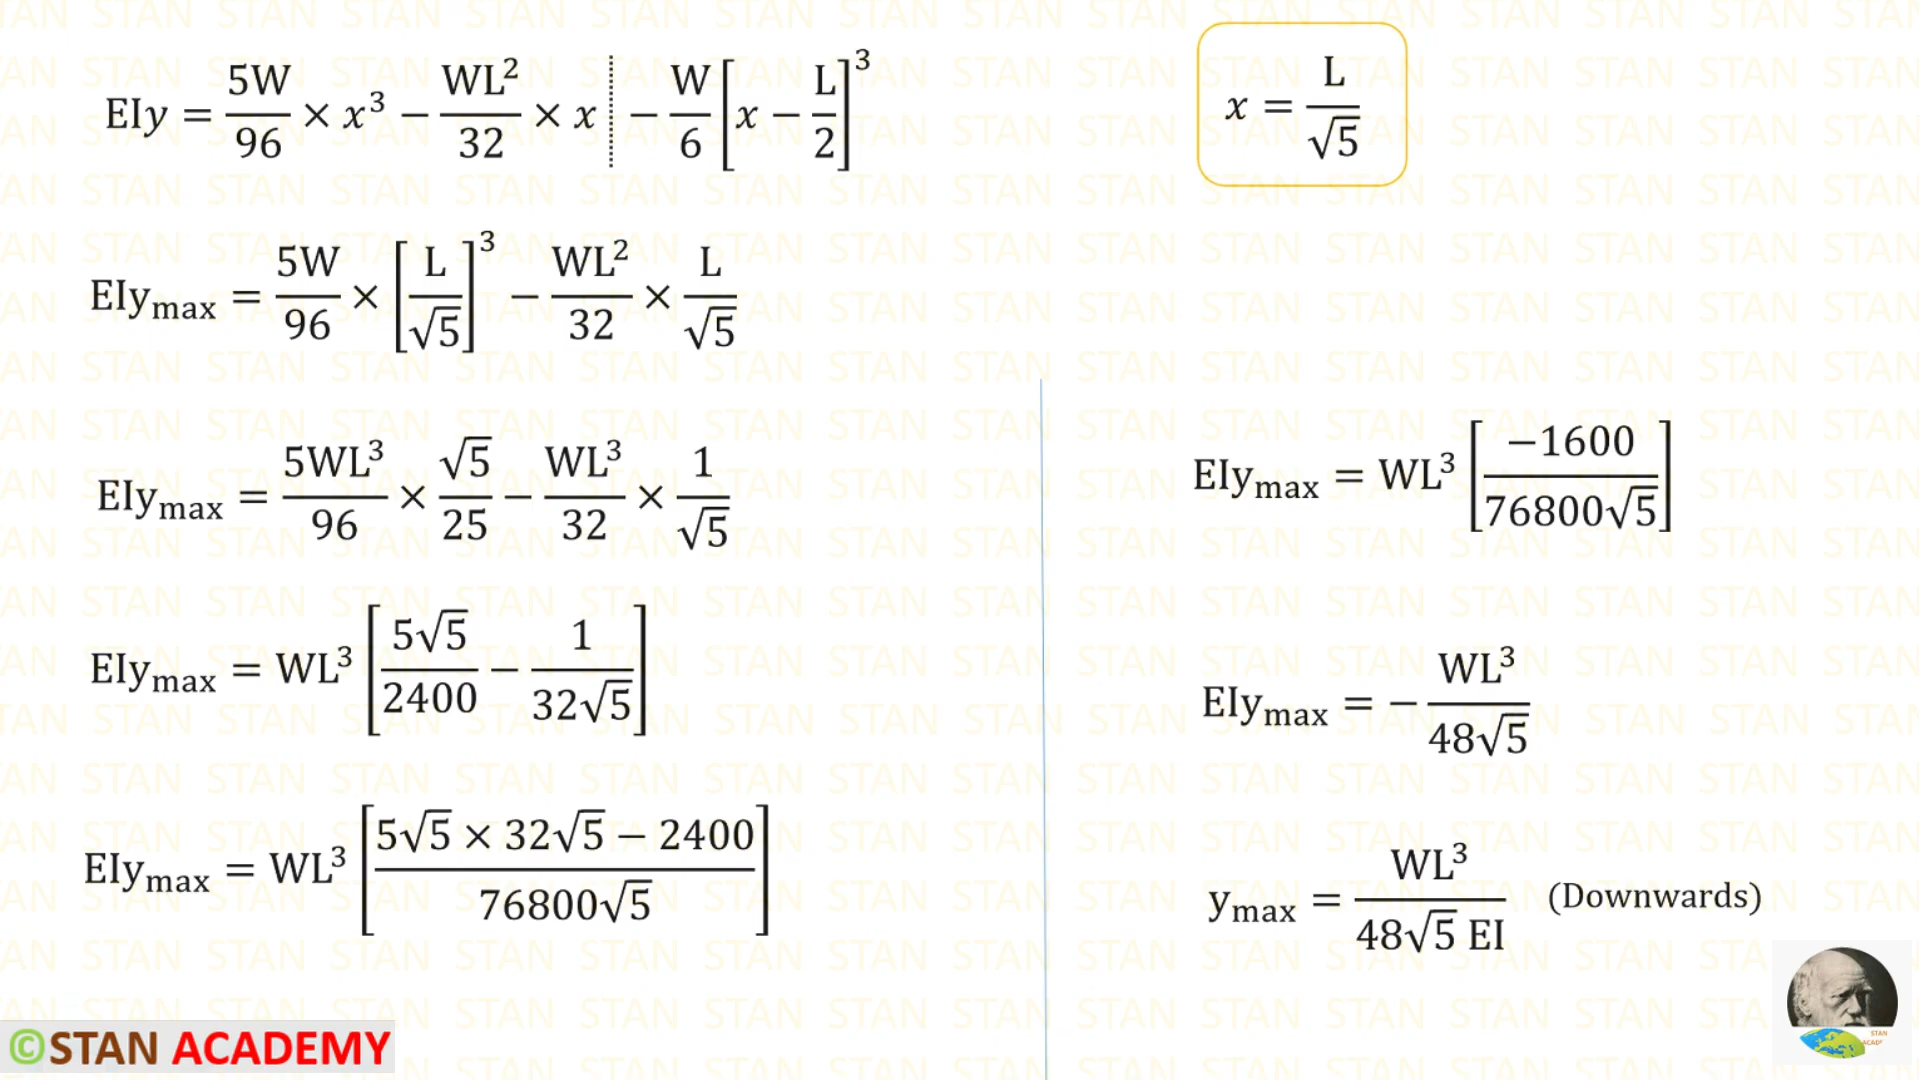 EIy = 5W/96 × x³ − WL²/32 × x ┊ − W/6 [x − L/2]³
x = L/√5
EIy_max = 5W/96 × [L/√5]³ − WL²/32 × L/√5
EIy_max = 5WL³/96 × √5/25 − WL³/32 × 1/√5
EIy_max = WL³ [5√5/2400 − 1/32√5]
EIy_max = WL³ [5√5 × 32√5 − 2400/76800√5]
EIy_max = WL³ [−1600/76800√5]
EIy_max = − WL³/48√5
y_max = WL³/48√5 EI (Downwards)
©STAN ACADEMY